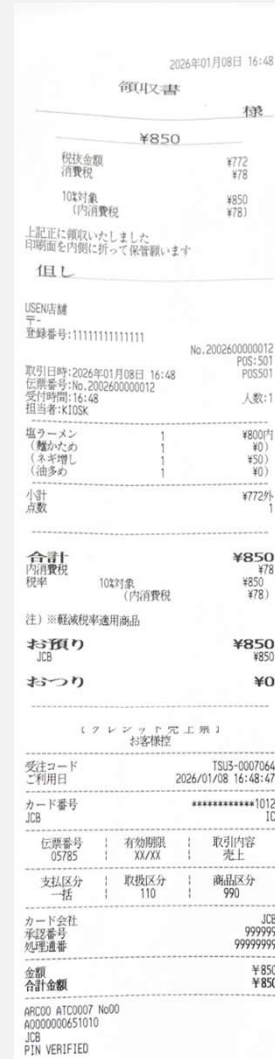 2026年01月08日 16:48
領収書
様
¥850
税抜金額 ¥772
消費税 ¥78
10%対象 ¥850
(内消費税 ¥78)
上記正に領収いたしました
印刷面を内側に折って保管願います
但し
USEN店舗
〒-
登録番号:11111111111111
No.2002600000012
POS:501
取引日時:2026年01月08日 16:48 POS501
伝票番号:No.2002600000012
受付時間:16:48 人数:1
担当者:KIOSK
塩ラーメン 1 ¥800内
(麺かため 1 ¥0)
(ネギ増し 1 ¥50)
(油多め 1 ¥0)
小計 ¥772外
点数 1
合計 ¥850
内消費税 ¥78
税率 10%対象 ¥850
(内消費税 ¥78)
注)※軽減税率適用商品
お預り ¥850
JCB ¥850
おつり ¥0
[クレジット売上票]
お客様控
受注コード TSU3-0007064
ご利用日 2026/01/08 16:48:47
カード番号 ************1012
JCB IC
伝票番号 | 有効期限 | 取引内容
05785 | XX/XX | 売上
支払区分 | 取扱区分 | 商品区分
一括 | 110 | 990
カード会社 JCB
承認番号 999999
処理通番 9999999
金額 ¥850
合計金額 ¥850
ARC00 ATC0007 No00
A0000000651010
JCB
PIN VERIFIED